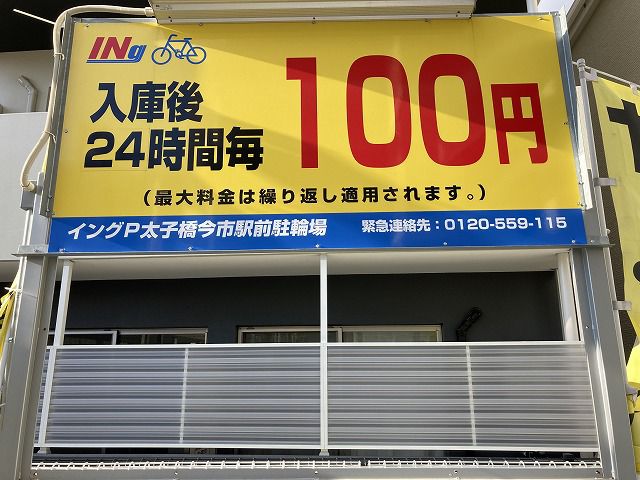 INg
入庫後
24時間毎
100円
(最大料金は繰り返し適用されます。)
イングP太子橋今市駅前駐輪場 緊急連絡先:0120-559-115